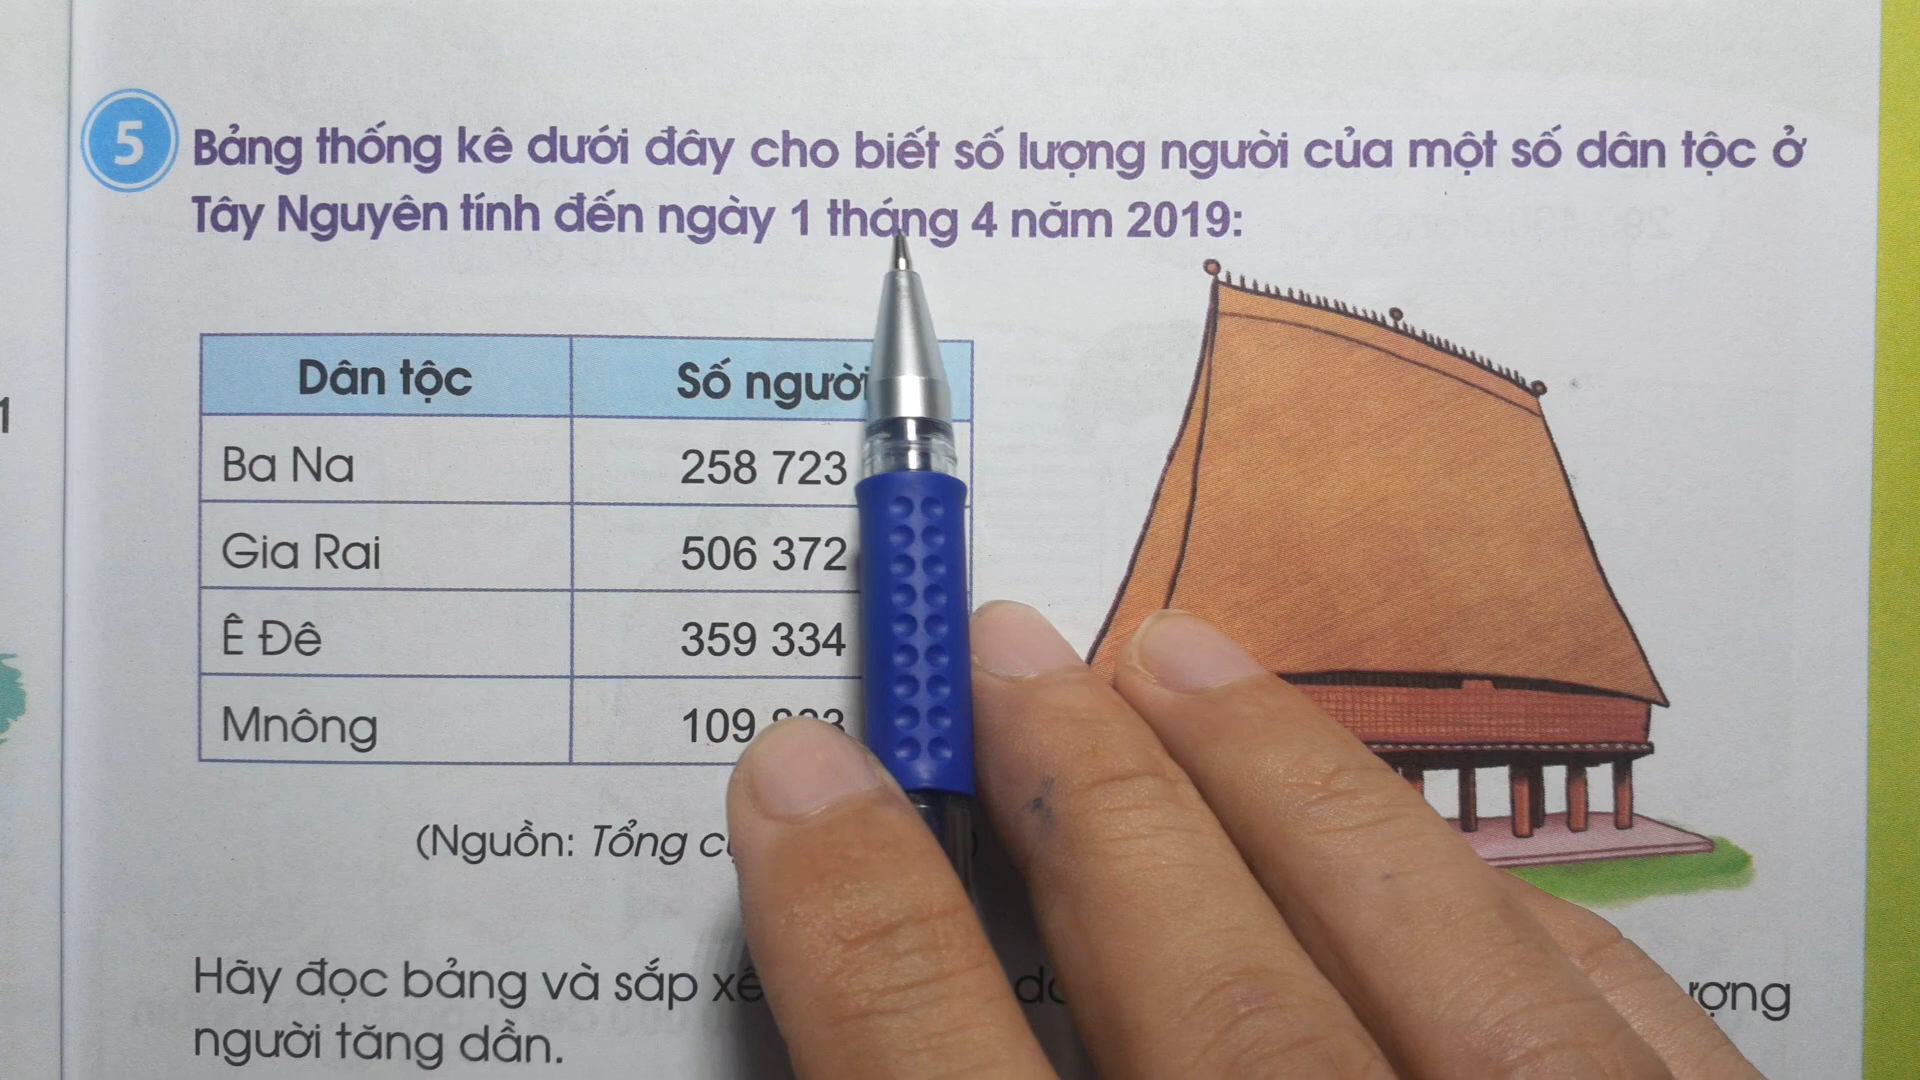 5 Bảng thống kê dưới đây cho biết số lượng người của một số dân tộc ở
Tây Nguyên tính đến ngày 1 tháng 4 năm 2019:
Dân tộc Số người
Ba Na 258 723
Gia Rai 506 372
Ê Đê 359 334
Mnông 109
(Nguồn: Tổng
Hãy đọc bảng và sắp
người tăng dần.
1